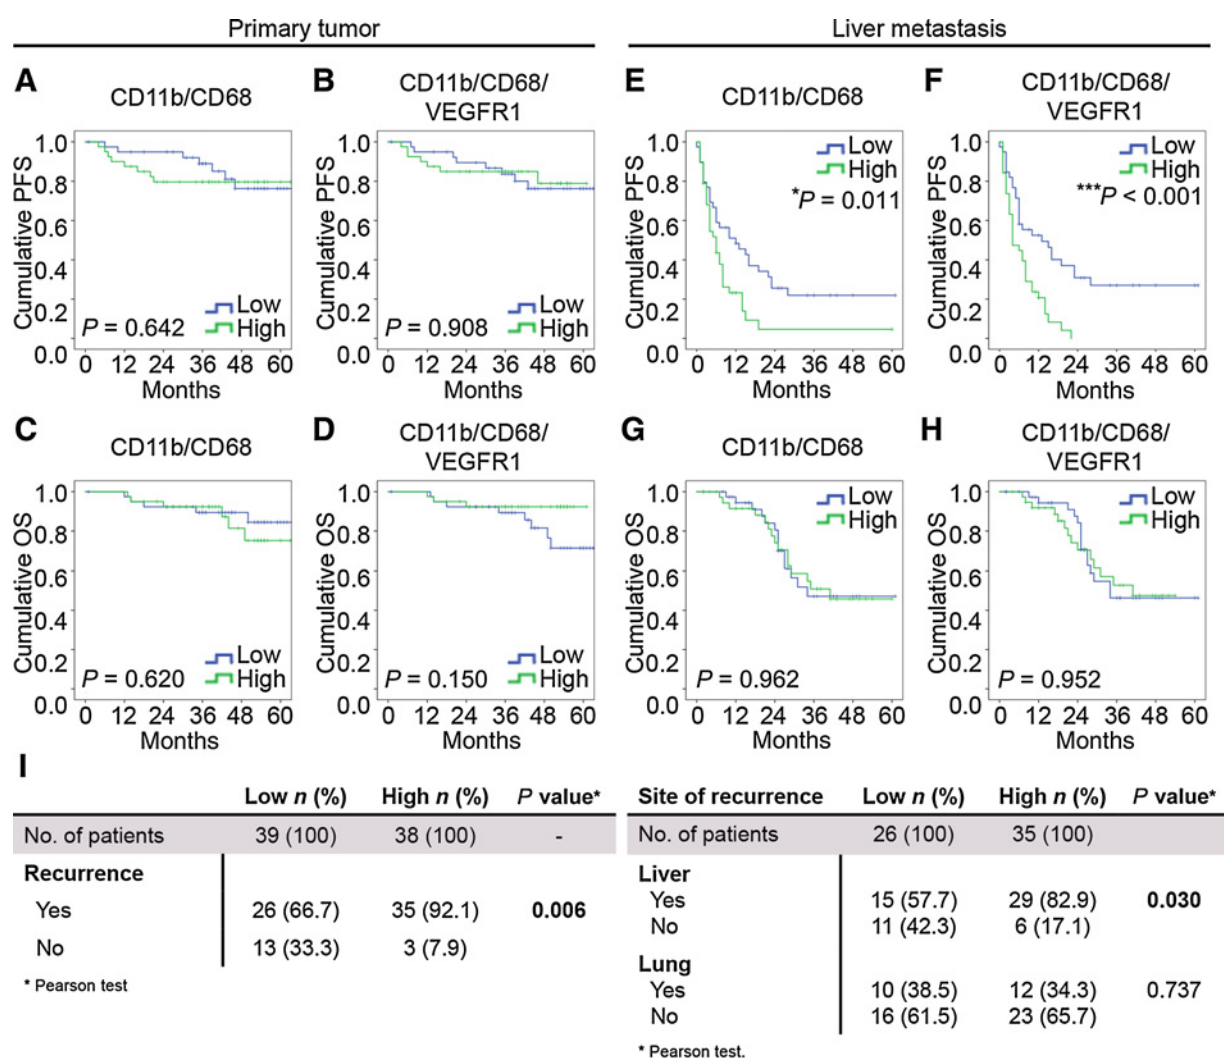 Primary tumor
Liver metastasis
A
CD11b/CD68
Cumulative PFS
1.0
0.8
0.6
0.4
0.2
0.0
P = 0.642
Low
High
0 12 24 36 48 60
Months
B
CD11b/CD68/
VEGFR1
Cumulative PFS
1.0
0.8
0.6
0.4
0.2
0.0
P = 0.908
Low
High
0 12 24 36 48 60
Months
E
CD11b/CD68
Cumulative PFS
1.0
0.8
0.6
0.4
0.2
0.0
Low
High
*P = 0.011
0 12 24 36 48 60
Months
F
CD11b/CD68/
VEGFR1
Cumulative PFS
1.0
0.8
0.6
0.4
0.2
0.0
Low
High
***P < 0.001
0 12 24 36 48 60
Months
C
CD11b/CD68
Cumulative OS
1.0
0.8
0.6
0.4
0.2
0.0
P = 0.620
Low
High
0 12 24 36 48 60
Months
D
CD11b/CD68/
VEGFR1
Cumulative OS
1.0
0.8
0.6
0.4
0.2
0.0
P = 0.150
Low
High
0 12 24 36 48 60
Months
G
CD11b/CD68
Cumulative OS
1.0
0.8
0.6
0.4
0.2
0.0
Low
High
P = 0.962
0 12 24 36 48 60
Months
H
CD11b/CD68/
VEGFR1
Cumulative OS
1.0
0.8
0.6
0.4
0.2
0.0
Low
High
P = 0.952
0 12 24 36 48 60
Months
I
Low n (%) High n (%) P value*
No. of patients 39 (100) 38 (100) -
Recurrence
Yes 26 (66.7) 35 (92.1) 0.006
No 13 (33.3) 3 (7.9)
* Pearson test
Site of recurrence Low n (%) High n (%) P value*
No. of patients 26 (100) 35 (100)
Liver
Yes 15 (57.7) 29 (82.9) 0.030
No 11 (42.3) 6 (17.1)
Lung
Yes 10 (38.5) 12 (34.3) 0.737
No 16 (61.5) 23 (65.7)
* Pearson test.